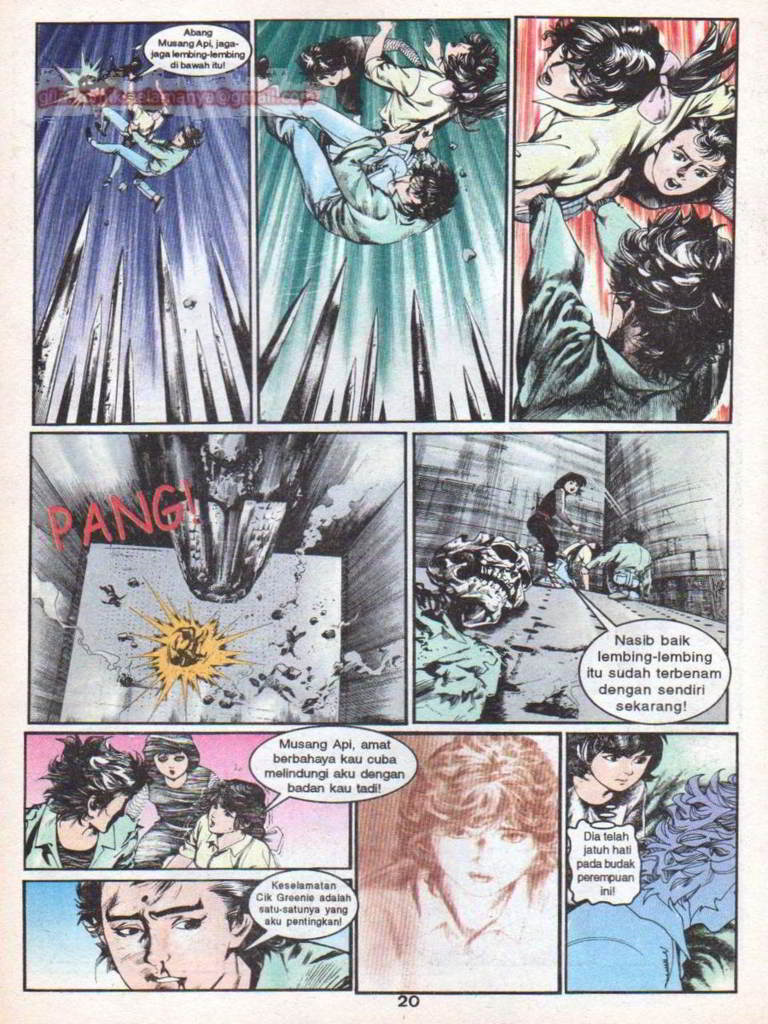 Abang
Musang Api, jaga-
jaga lembing-lembing
di bawah itu!
PANG!
Nasib baik
lembing-lembing
itu sudah terbenam
dengan sendiri
sekarang!
Musang Api, amat
berbahaya kau cuba
melindungi aku dengan
badan kau tadi!
Keselamatan
Cik Greenie adalah
satu-satunya yang
aku pentingkan!
Dia telah
jatuh hati
pada budak
perempuan
ini!
20